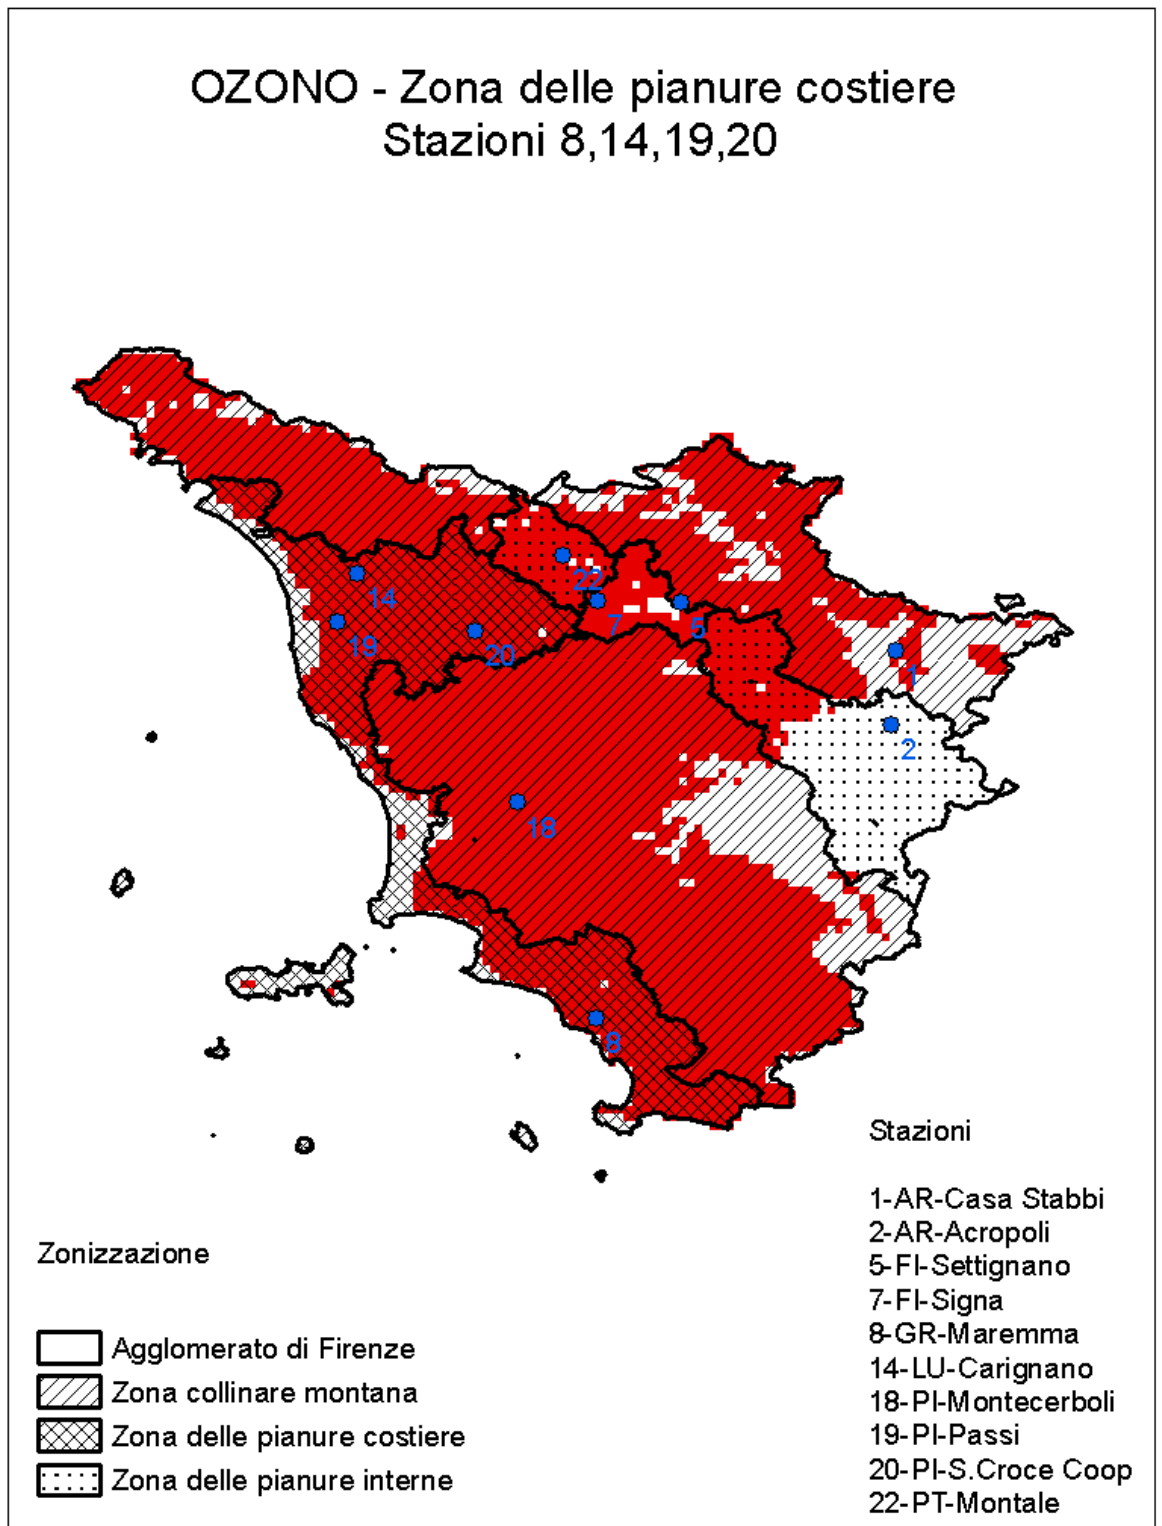 OZONO - Zona delle pianure costiere
Stazioni 8,14,19,20
22
14
7
5
19
20
1
2
18
8
Stazioni
1-AR-Casa Stabbi
2-AR-Acropoli
5-FI-Settignano
7-FI-Signa
8-GR-Maremma
14-LU-Carignano
18-PI-Montecerboli
19-PI-Passi
20-PI-S.Croce Coop
22-PT-Montale
Zonizzazione
Agglomerato di Firenze
Zona collinare montana
Zona delle pianure costiere
Zona delle pianure interne